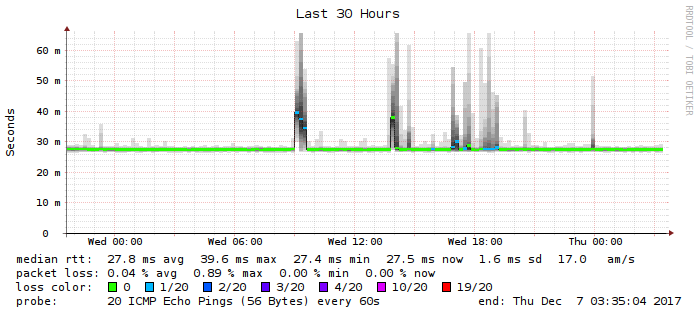 Last 30 Hours
RRDTOOL / TOBI OETIKER
Seconds
60 m
50 m
40 m
30 m
20 m
10 m
0
Wed 00:00 Wed 06:00 Wed 12:00 Wed 18:00 Thu 00:00
median rtt: 27.8 ms avg 39.6 ms max 27.4 ms min 27.5 ms now 1.6 ms sd 17.0 am/s
packet loss: 0.04 % avg 0.89 % max 0.00 % min 0.00 % now
loss color: 0 1/20 2/20 3/20 4/20 10/20 19/20
probe: 20 ICMP Echo Pings (56 Bytes) every 60s end: Thu Dec 7 03:35:04 2017